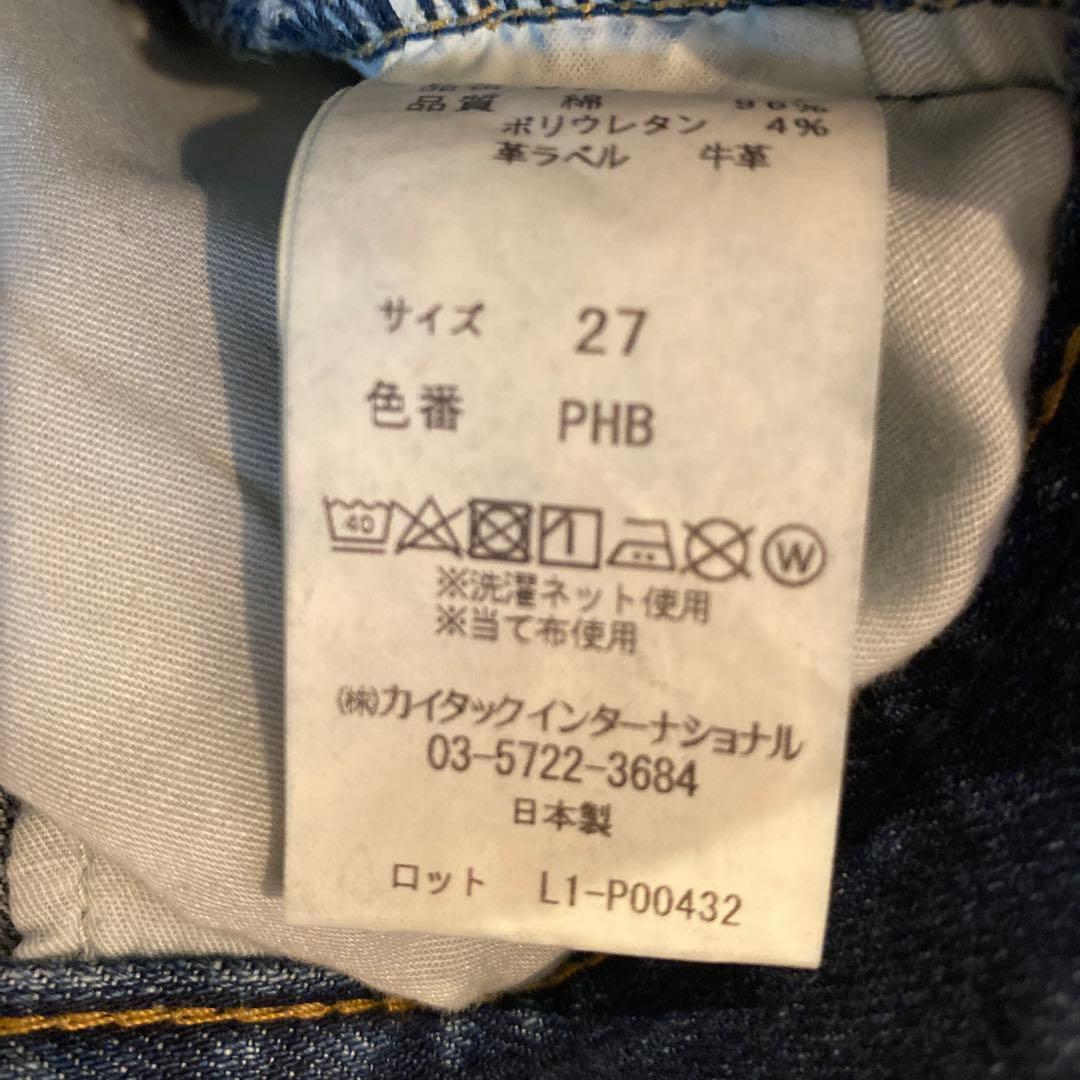 品質 綿 96%
ポリウレタン 4%
革ラベル 牛革
サイズ 27
色番 PHB
40 W
※洗濯ネット使用
※当て布使用
㈱カイタックインターナショナル
03-5722-3684
日本製
ロット L1-P00432